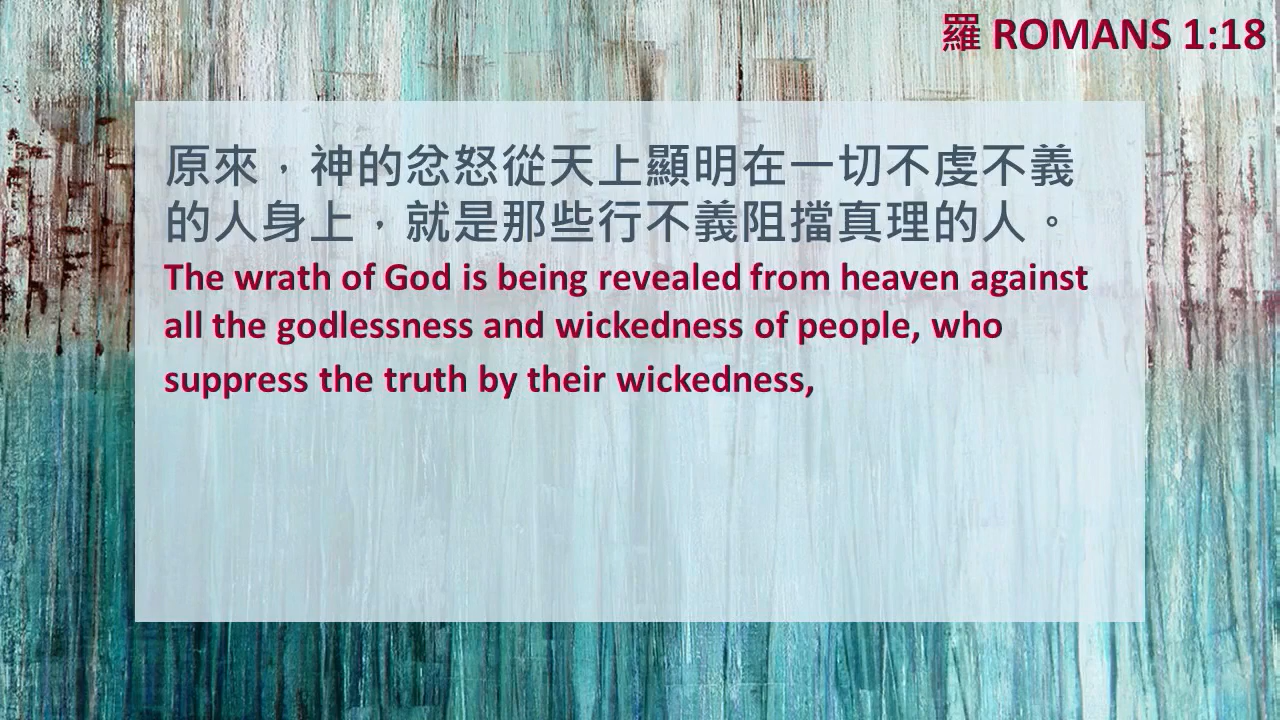 羅 ROMANS 1:18
原來，神的忿怒從天上顯明在一切不虔不義
的人身上，就是那些行不義阻擋真理的人。
The wrath of God is being revealed from heaven against
all the godlessness and wickedness of people, who
suppress the truth by their wickedness,